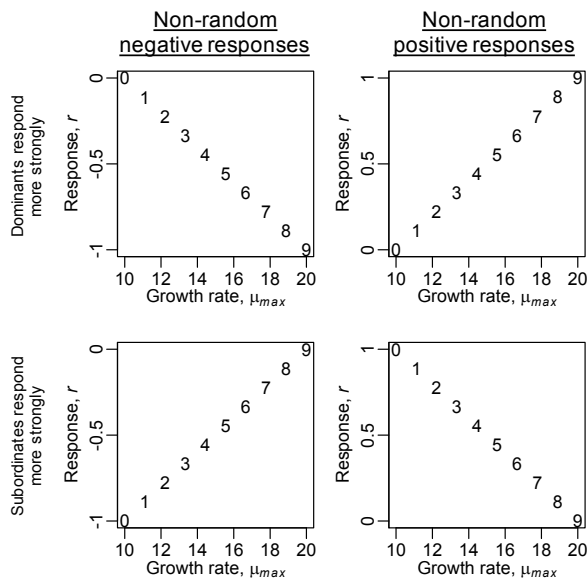 Non-random
negative responses
Non-random
positive responses
Dominants respond
more strongly
Response, r
0
-0.5
-1
0
1
2
3
4
5
6
7
8
9
10 12 14 16 18 20
Growth rate, μmax
Response, r
1
0.5
0
9
8
7
6
5
4
3
2
1
0
10 12 14 16 18 20
Growth rate, μmax
Subordinates respond
more strongly
Response, r
0
-0.5
-1
9
8
7
6
5
4
3
2
1
0
10 12 14 16 18 20
Growth rate, μmax
Response, r
1
0.5
0
0
1
2
3
4
5
6
7
8
9
10 12 14 16 18 20
Growth rate, μmax